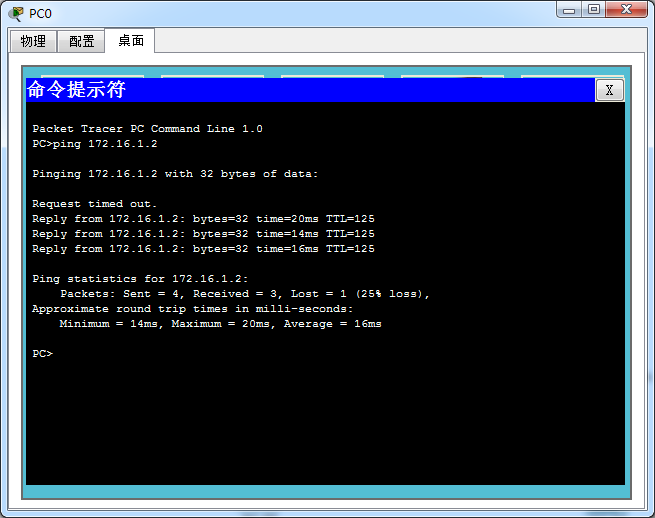 PC0
物理 配置 桌面
命令提示符 X
Packet Tracer PC Command Line 1.0
PC>ping 172.16.1.2
Pinging 172.16.1.2 with 32 bytes of data:
Request timed out.
Reply from 172.16.1.2: bytes=32 time=20ms TTL=125
Reply from 172.16.1.2: bytes=32 time=14ms TTL=125
Reply from 172.16.1.2: bytes=32 time=16ms TTL=125
Ping statistics for 172.16.1.2:
Packets: Sent = 4, Received = 3, Lost = 1 (25% loss),
Approximate round trip times in milli-seconds:
Minimum = 14ms, Maximum = 20ms, Average = 16ms
PC>